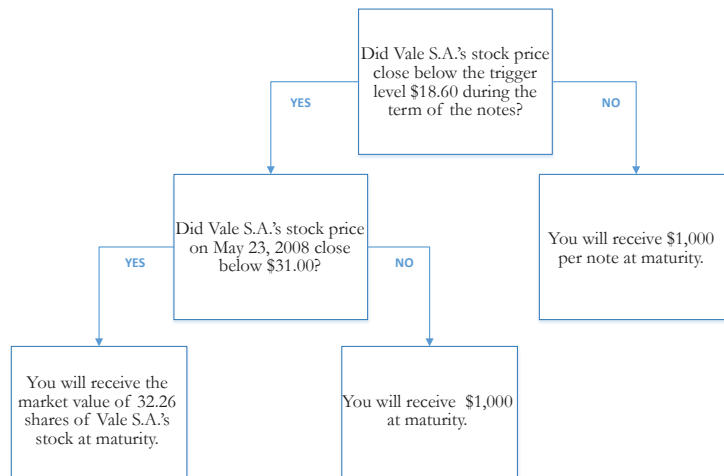 Did Vale S.A.'s stock price
close below the trigger
level $18.60 during the
term of the notes?
YES
NO
Did Vale S.A.'s stock price
on May 23, 2008 close
below $31.00?
You will receive $1,000
per note at maturity.
YES
NO
You will receive the
market value of 32.26
shares of Vale S.A.'s
stock at maturity.
You will receive $1,000
at maturity.